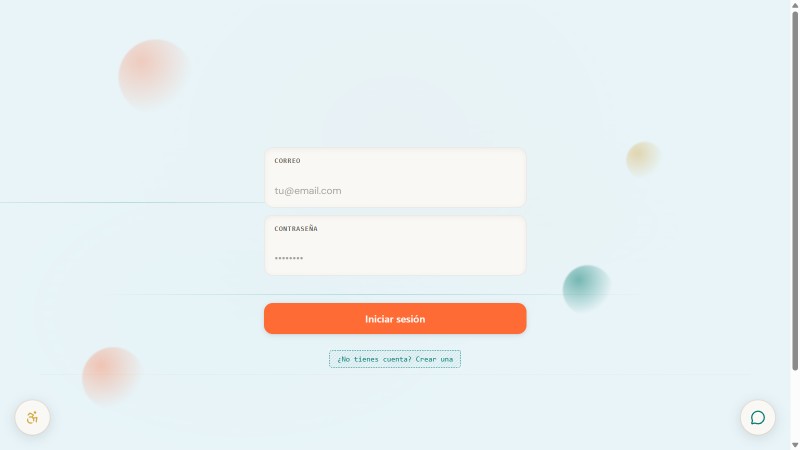 CORREO
tu@email.com
CONTRASEÑA
********
Iniciar sesión
¿No tienes cuenta? Crear una